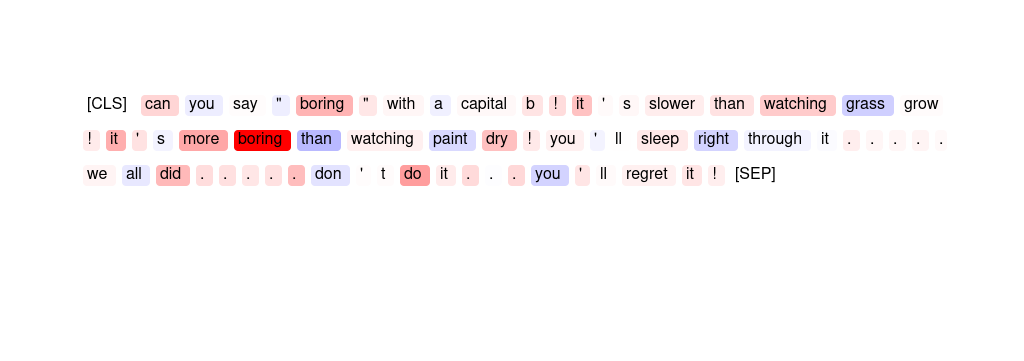 [CLS] can you say " boring " with a capital b ! it ' s slower than watching grass grow
! it ' s more boring than watching paint dry ! you ' ll sleep right through it . . . . .
we all did . . . . . don ' t do it . . . you ' ll regret it ! [SEP]